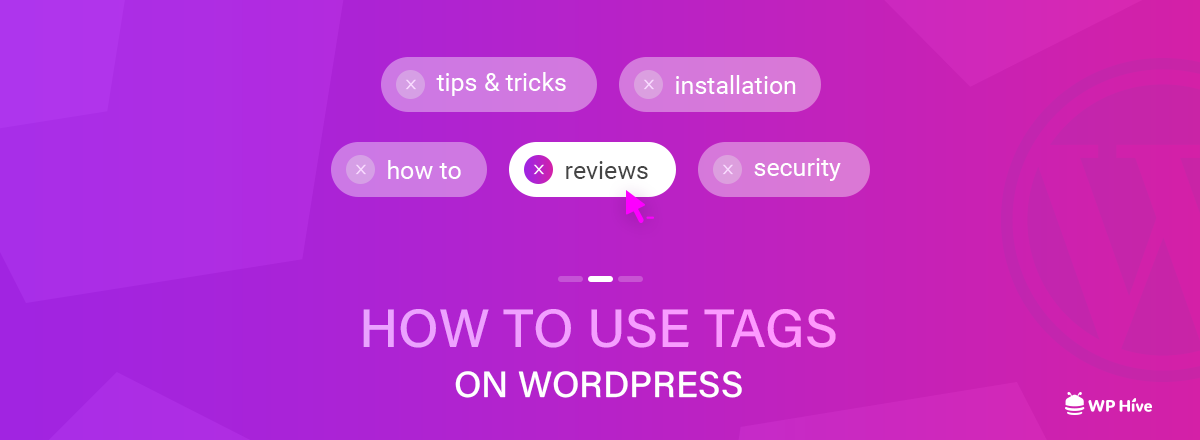 tips & tricks installation
how to reviews security
HOW TO USE TAGS
ON WORDPRESS
WP Hive